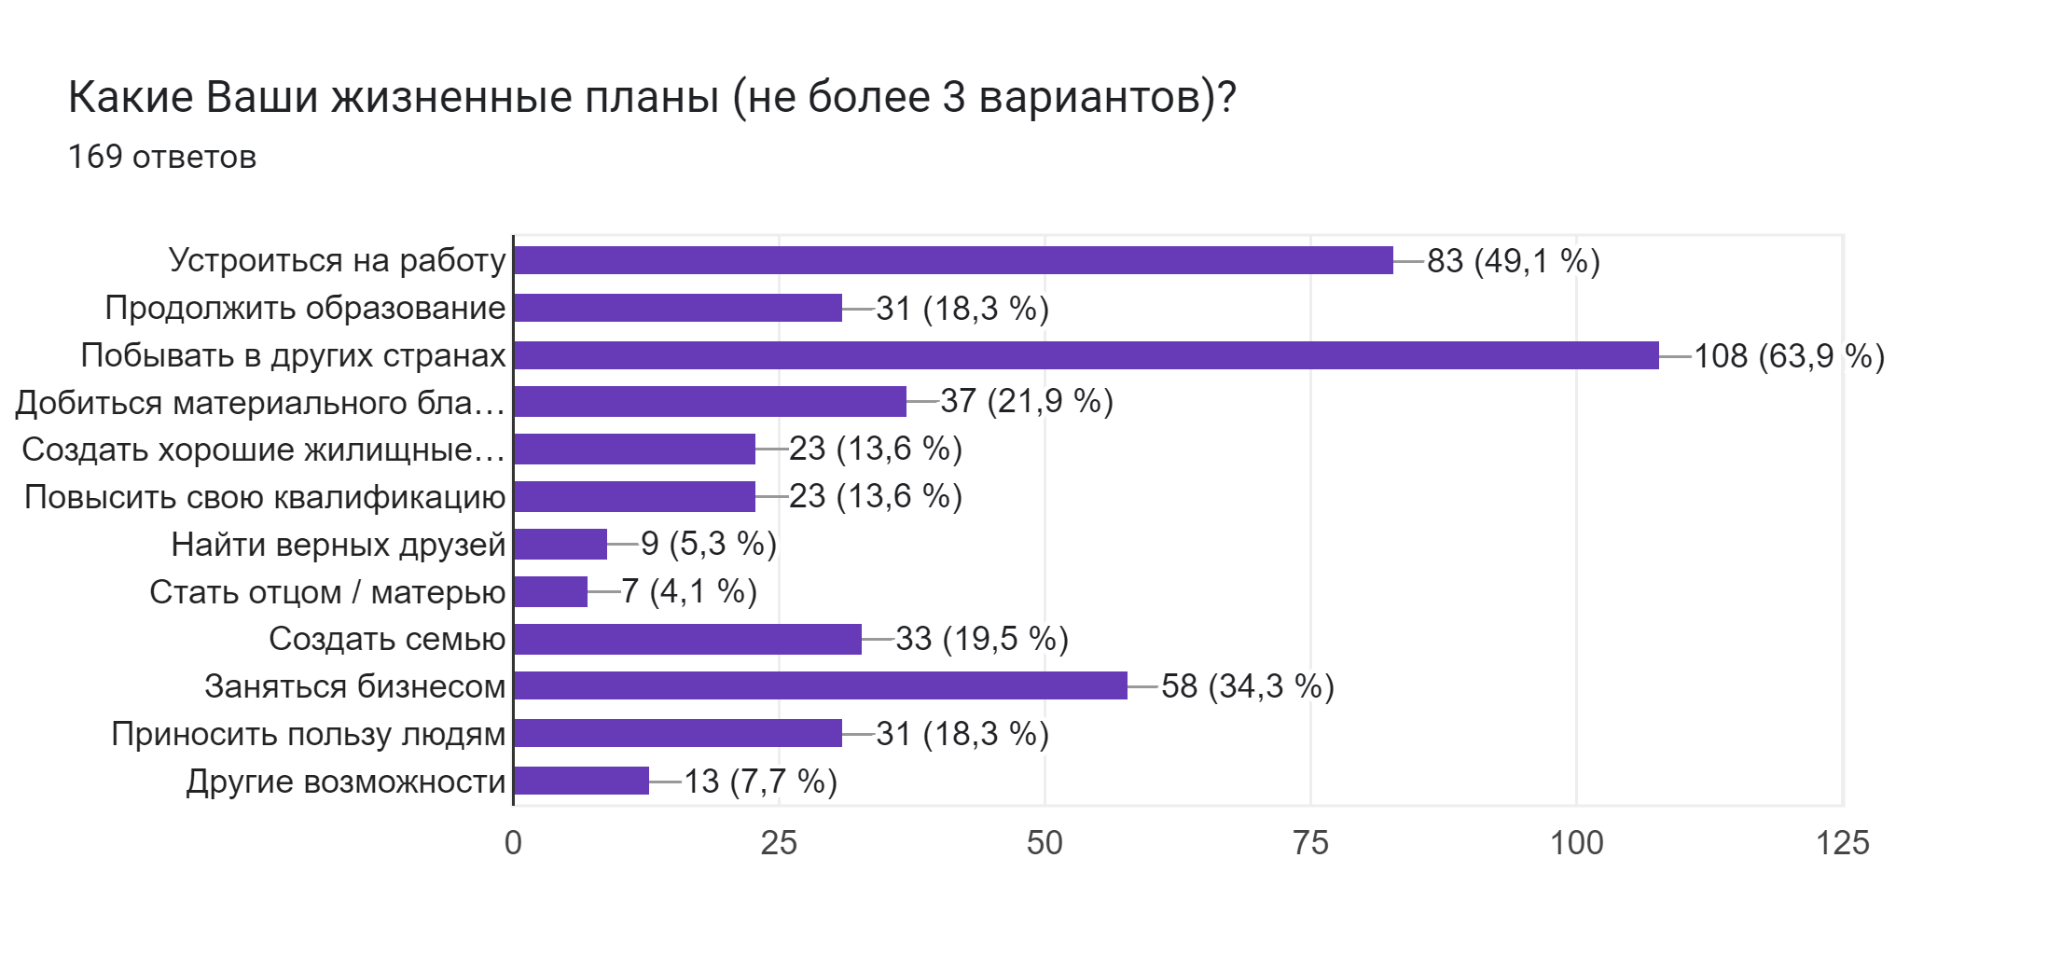 Какие Ваши жизненные планы (не более 3 вариантов)?
169 ответов
Устроиться на работу 83 (49,1 %)
Продолжить образование 31 (18,3 %)
Побывать в других странах 108 (63,9 %)
Добиться материального бла… 37 (21,9 %)
Создать хорошие жилищные… 23 (13,6 %)
Повысить свою квалификацию 23 (13,6 %)
Найти верных друзей 9 (5,3 %)
Стать отцом / матерью 7 (4,1 %)
Создать семью 33 (19,5 %)
Заняться бизнесом 58 (34,3 %)
Приносить пользу людям 31 (18,3 %)
Другие возможности 13 (7,7 %)
0 25 50 75 100 125